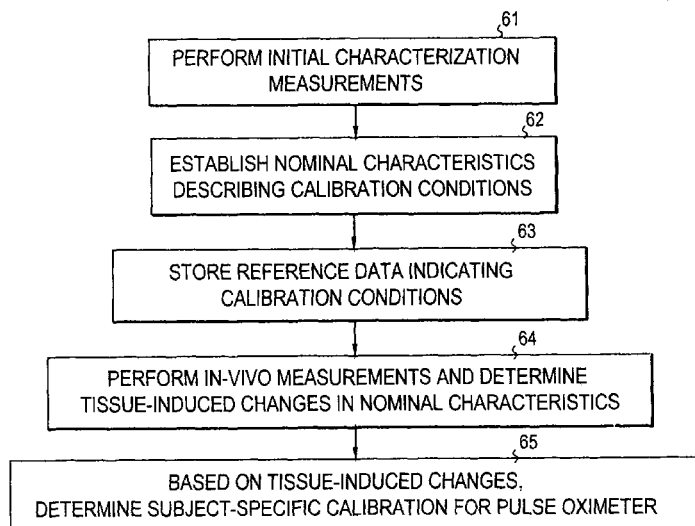 61
PERFORM INITIAL CHARACTERIZATION
MEASUREMENTS
62
ESTABLISH NOMINAL CHARACTERISTICS
DESCRIBING CALIBRATION CONDITIONS
63
STORE REFERENCE DATA INDICATING
CALIBRATION CONDITIONS
64
PERFORM IN-VIVO MEASUREMENTS AND DETERMINE
TISSUE-INDUCED CHANGES IN NOMINAL CHARACTERISTICS
65
BASED ON TISSUE-INDUCED CHANGES,
DETERMINE SUBJECT-SPECIFIC CALIBRATION FOR PULSE OXIMETER